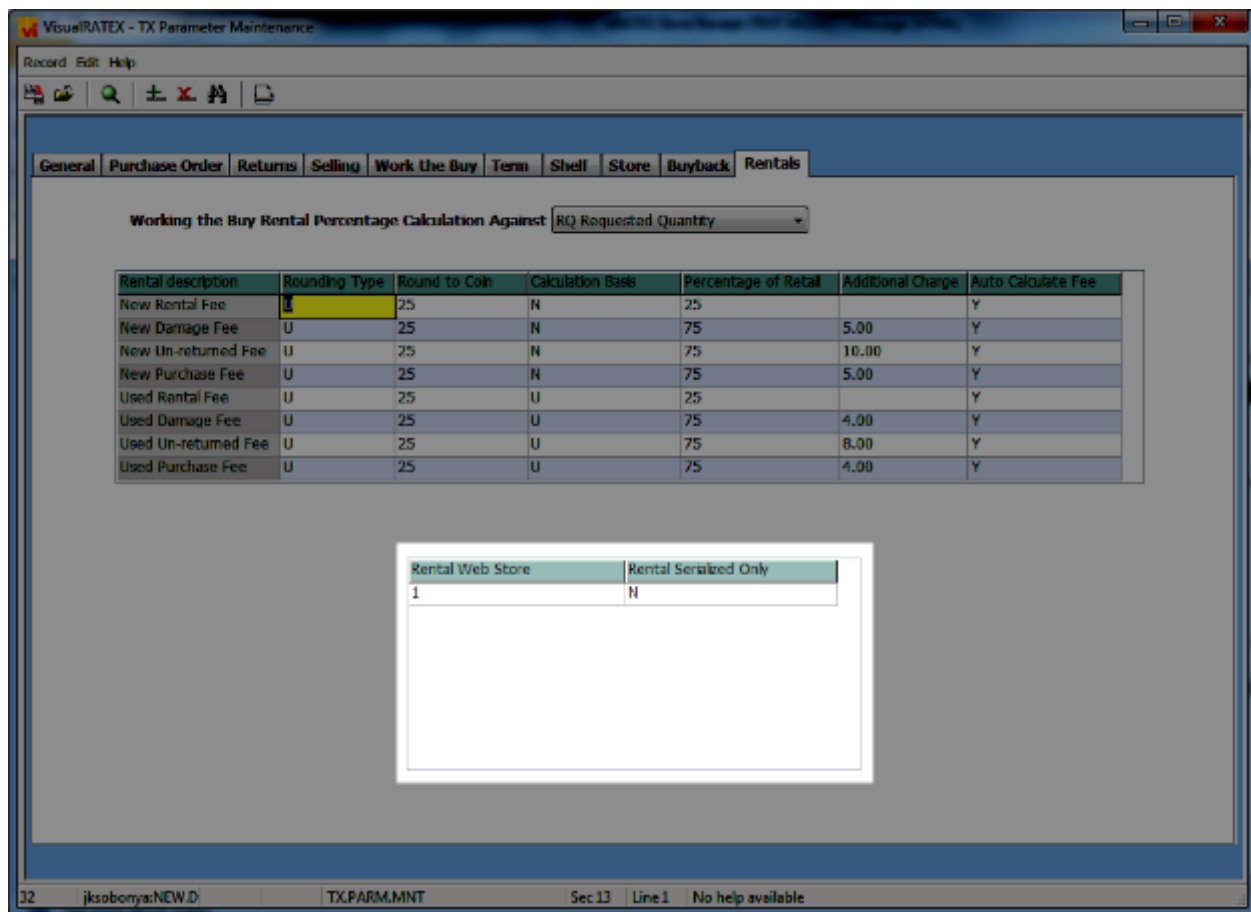 VisualRATEX - TX Parameter Maintenance
Record Edit Help
General Purchase Order Returns Selling Work the Buy Term Shelf Store Buyback Rentals
Working the Buy Rental Percentage Calculation Against RQ Requested Quantity
Rental description Rounding Type Round to Coin Calculation Basis Percentage of Retail Additional Charge Auto Calculate Fee
New Rental Fee U 25 N 25 Y
New Damage Fee U 25 N 75 5.00 Y
New Un-returned Fee U 25 N 75 10.00 Y
New Purchase Fee U 25 N 75 5.00 Y
Used Rental Fee U 25 U 25 Y
Used Damage Fee U 25 U 75 4.00 Y
Used Un-returned Fee U 25 U 75 8.00 Y
Used Purchase Fee U 25 U 75 4.00 Y
Rental Web Store Rental Serialized Only
1 N
32 jksobonya:NEW.D TX.PARM.MNT Sec 13 Line 1 No help available